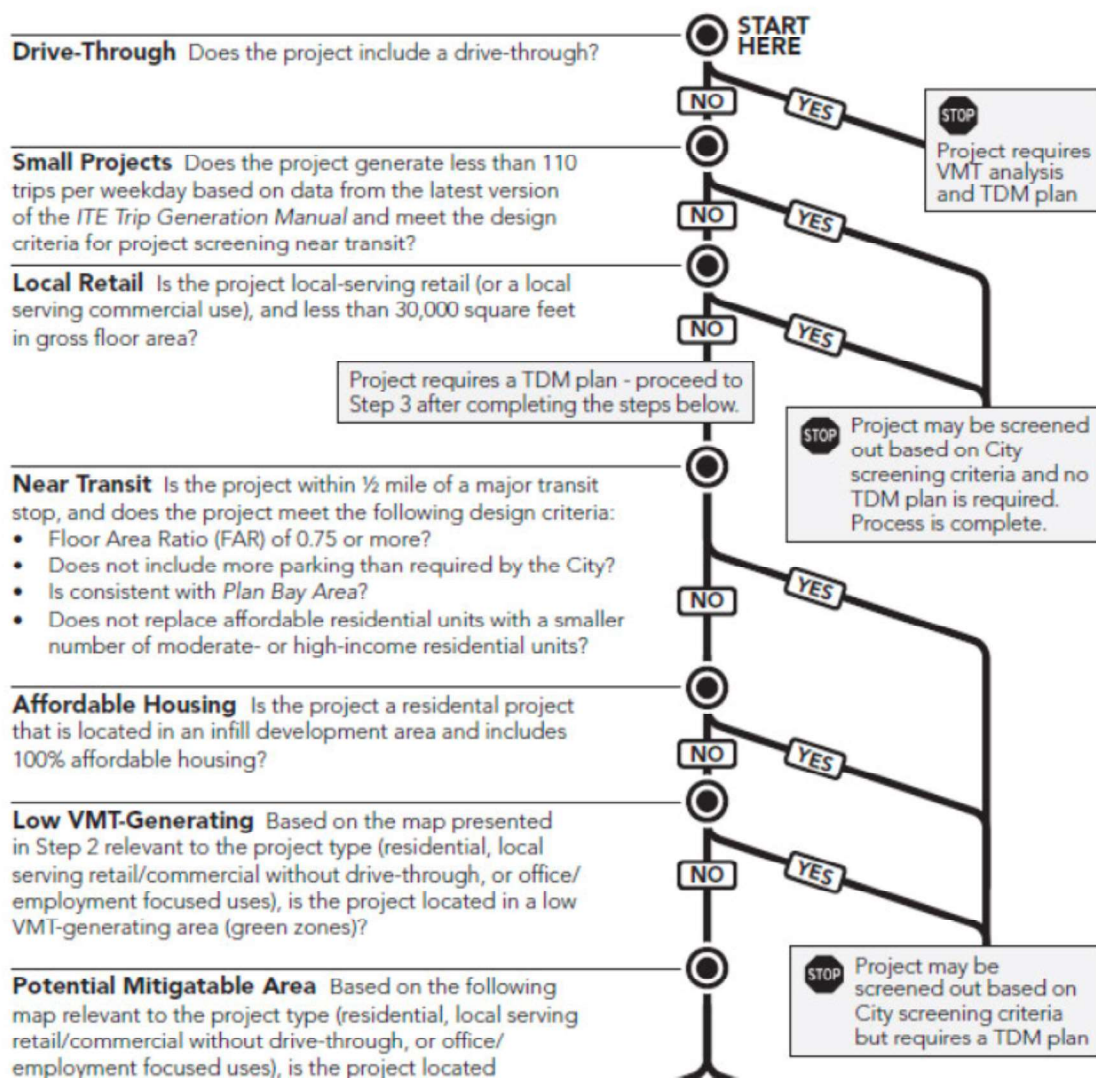 START
HERE
Drive-Through Does the project include a drive-through?
NO
YES
STOP
Project requires
VMT analysis
and TDM plan
Small Projects Does the project generate less than 110
trips per weekday based on data from the latest version
of the ITE Trip Generation Manual and meet the design
criteria for project screening near transit?
NO
YES
Local Retail Is the project local-serving retail (or a local
serving commercial use), and less than 30,000 square feet
in gross floor area?
NO
YES
Project requires a TDM plan - proceed to
Step 3 after completing the steps below.
STOP
Project may be screened
out based on City
screening criteria and no
TDM plan is required.
Process is complete.
Near Transit Is the project within ½ mile of a major transit
stop, and does the project meet the following design criteria:
• Floor Area Ratio (FAR) of 0.75 or more?
• Does not include more parking than required by the City?
• Is consistent with Plan Bay Area?
• Does not replace affordable residential units with a smaller
number of moderate- or high-income residential units?
NO
YES
Affordable Housing Is the project a residental project
that is located in an infill development area and includes
100% affordable housing?
NO
YES
Low VMT-Generating Based on the map presented
in Step 2 relevant to the project type (residential, local
serving retail/commercial without drive-through, or office/
employment focused uses), is the project located in a low
VMT-generating area (green zones)?
NO
YES
STOP
Project may be
screened out based on
City screening criteria
but requires a TDM plan
Potential Mitigatable Area Based on the following
map relevant to the project type (residential, local serving
retail/commercial without drive-through, or office/
employment focused uses), is the project located